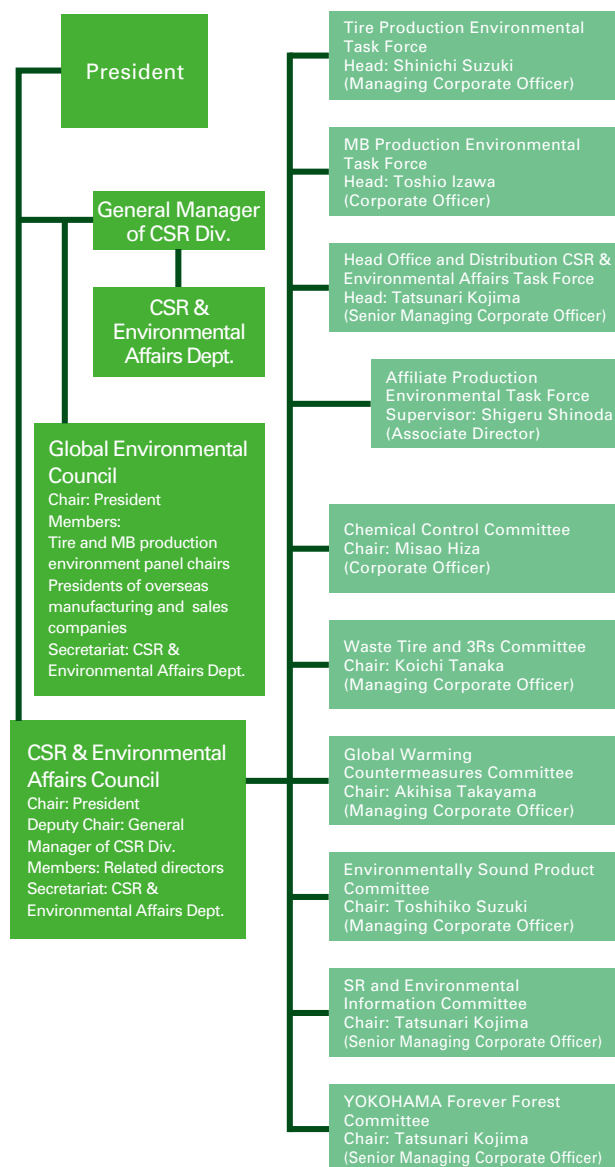 President
General Manager
of CSR Div.
CSR &
Environmental
Affairs Dept.
Global Environmental
Council
Chair: President
Members:
Tire and MB production
environment panel chairs
Presidents of overseas
manufacturing and sales
companies
Secretariat: CSR &
Environmental Affairs Dept.
CSR & Environmental
Affairs Council
Chair: President
Deputy Chair: General
Manager of CSR Div.
Members: Related directors
Secretariat: CSR &
Environmental Affairs Dept.
Tire Production Environmental
Task Force
Head: Shinichi Suzuki
(Managing Corporate Officer)
MB Production Environmental
Task Force
Head: Toshio Izawa
(Corporate Officer)
Head Office and Distribution CSR &
Environmental Affairs Task Force
Head: Tatsunari Kojima
(Senior Managing Corporate Officer)
Affiliate Production
Environmental Task Force
Supervisor: Shigeru Shinoda
(Associate Director)
Chemical Control Committee
Chair: Misao Hiza
(Corporate Officer)
Waste Tire and 3Rs Committee
Chair: Koichi Tanaka
(Managing Corporate Officer)
Global Warming
Countermeasures Committee
Chair: Akihisa Takayama
(Managing Corporate Officer)
Environmentally Sound Product
Committee
Chair: Toshihiko Suzuki
(Managing Corporate Officer)
SR and Environmental
Information Committee
Chair: Tatsunari Kojima
(Senior Managing Corporate Officer)
YOKOHAMA Forever Forest
Committee
Chair: Tatsunari Kojima
(Senior Managing Corporate Officer)